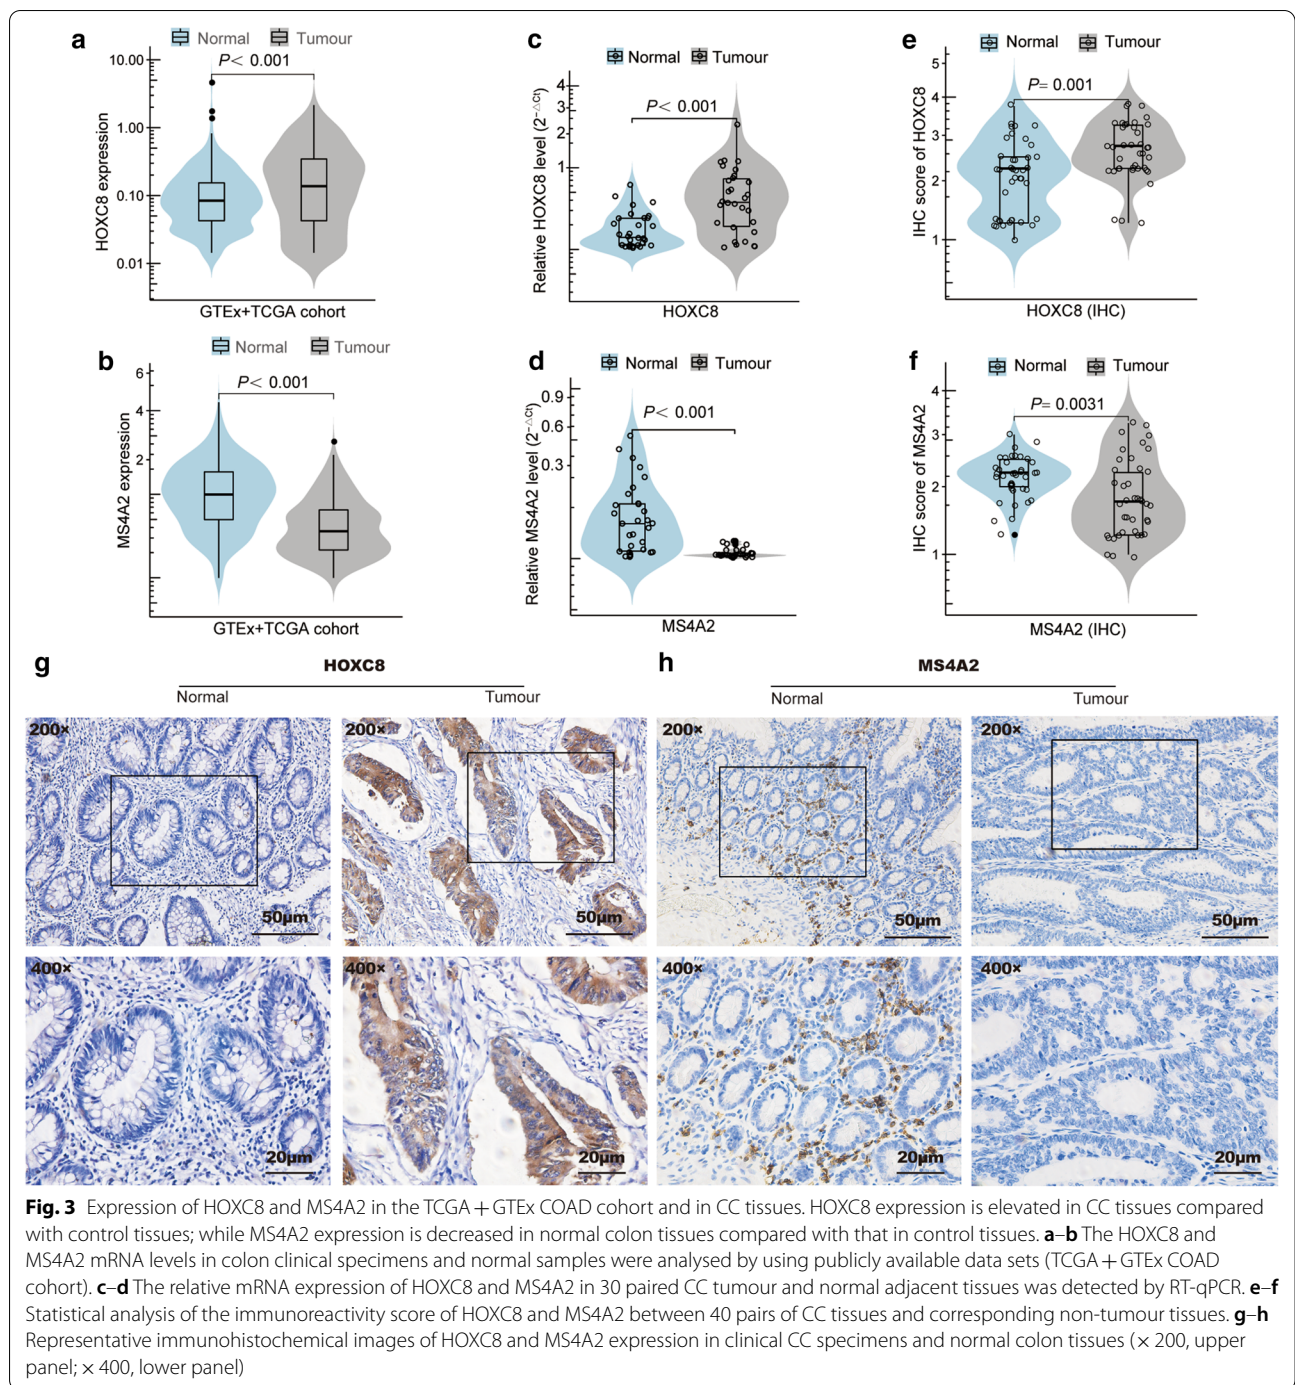 a
Normal
Tumour
P< 0.001
10.00
1.00
0.10
0.01
HOXC8 expression
GTEx+TCGA cohort
b
Normal
Tumour
P< 0.001
6
4
2
MS4A2 expression
GTEx+TCGA cohort
c
Normal
Tumour
P< 0.001
4
3
2
1
Relative HOXC8 level (2⁻△Ct)
HOXC8
d
Normal
Tumour
P< 0.001
0.9
0.6
0.3
Relative MS4A2 level (2⁻△Ct)
MS4A2
e
Normal
Tumour
P= 0.001
5
4
3
2
1
IHC score of HOXC8
HOXC8 (IHC)
f
Normal
Tumour
P= 0.0031
4
3
2
1
IHC score of MS4A2
MS4A2 (IHC)
g
HOXC8
Normal
Tumour
200×
50μm
200×
50μm
400×
20μm
400×
20μm
h
MS4A2
Normal
Tumour
200×
50μm
200×
50μm
400×
20μm
400×
20μm
Fig. 3 Expression of HOXC8 and MS4A2 in the TCGA + GTEx COAD cohort and in CC tissues. HOXC8 expression is elevated in CC tissues compared
with control tissues; while MS4A2 expression is decreased in normal colon tissues compared with that in control tissues. a–b The HOXC8 and
MS4A2 mRNA levels in colon clinical specimens and normal samples were analysed by using publicly available data sets (TCGA + GTEx COAD
cohort). c–d The relative mRNA expression of HOXC8 and MS4A2 in 30 paired CC tumour and normal adjacent tissues was detected by RT-qPCR. e–f
Statistical analysis of the immunoreactivity score of HOXC8 and MS4A2 between 40 pairs of CC tissues and corresponding non-tumour tissues. g–h
Representative immunohistochemical images of HOXC8 and MS4A2 expression in clinical CC specimens and normal colon tissues (× 200, upper
panel; × 400, lower panel)